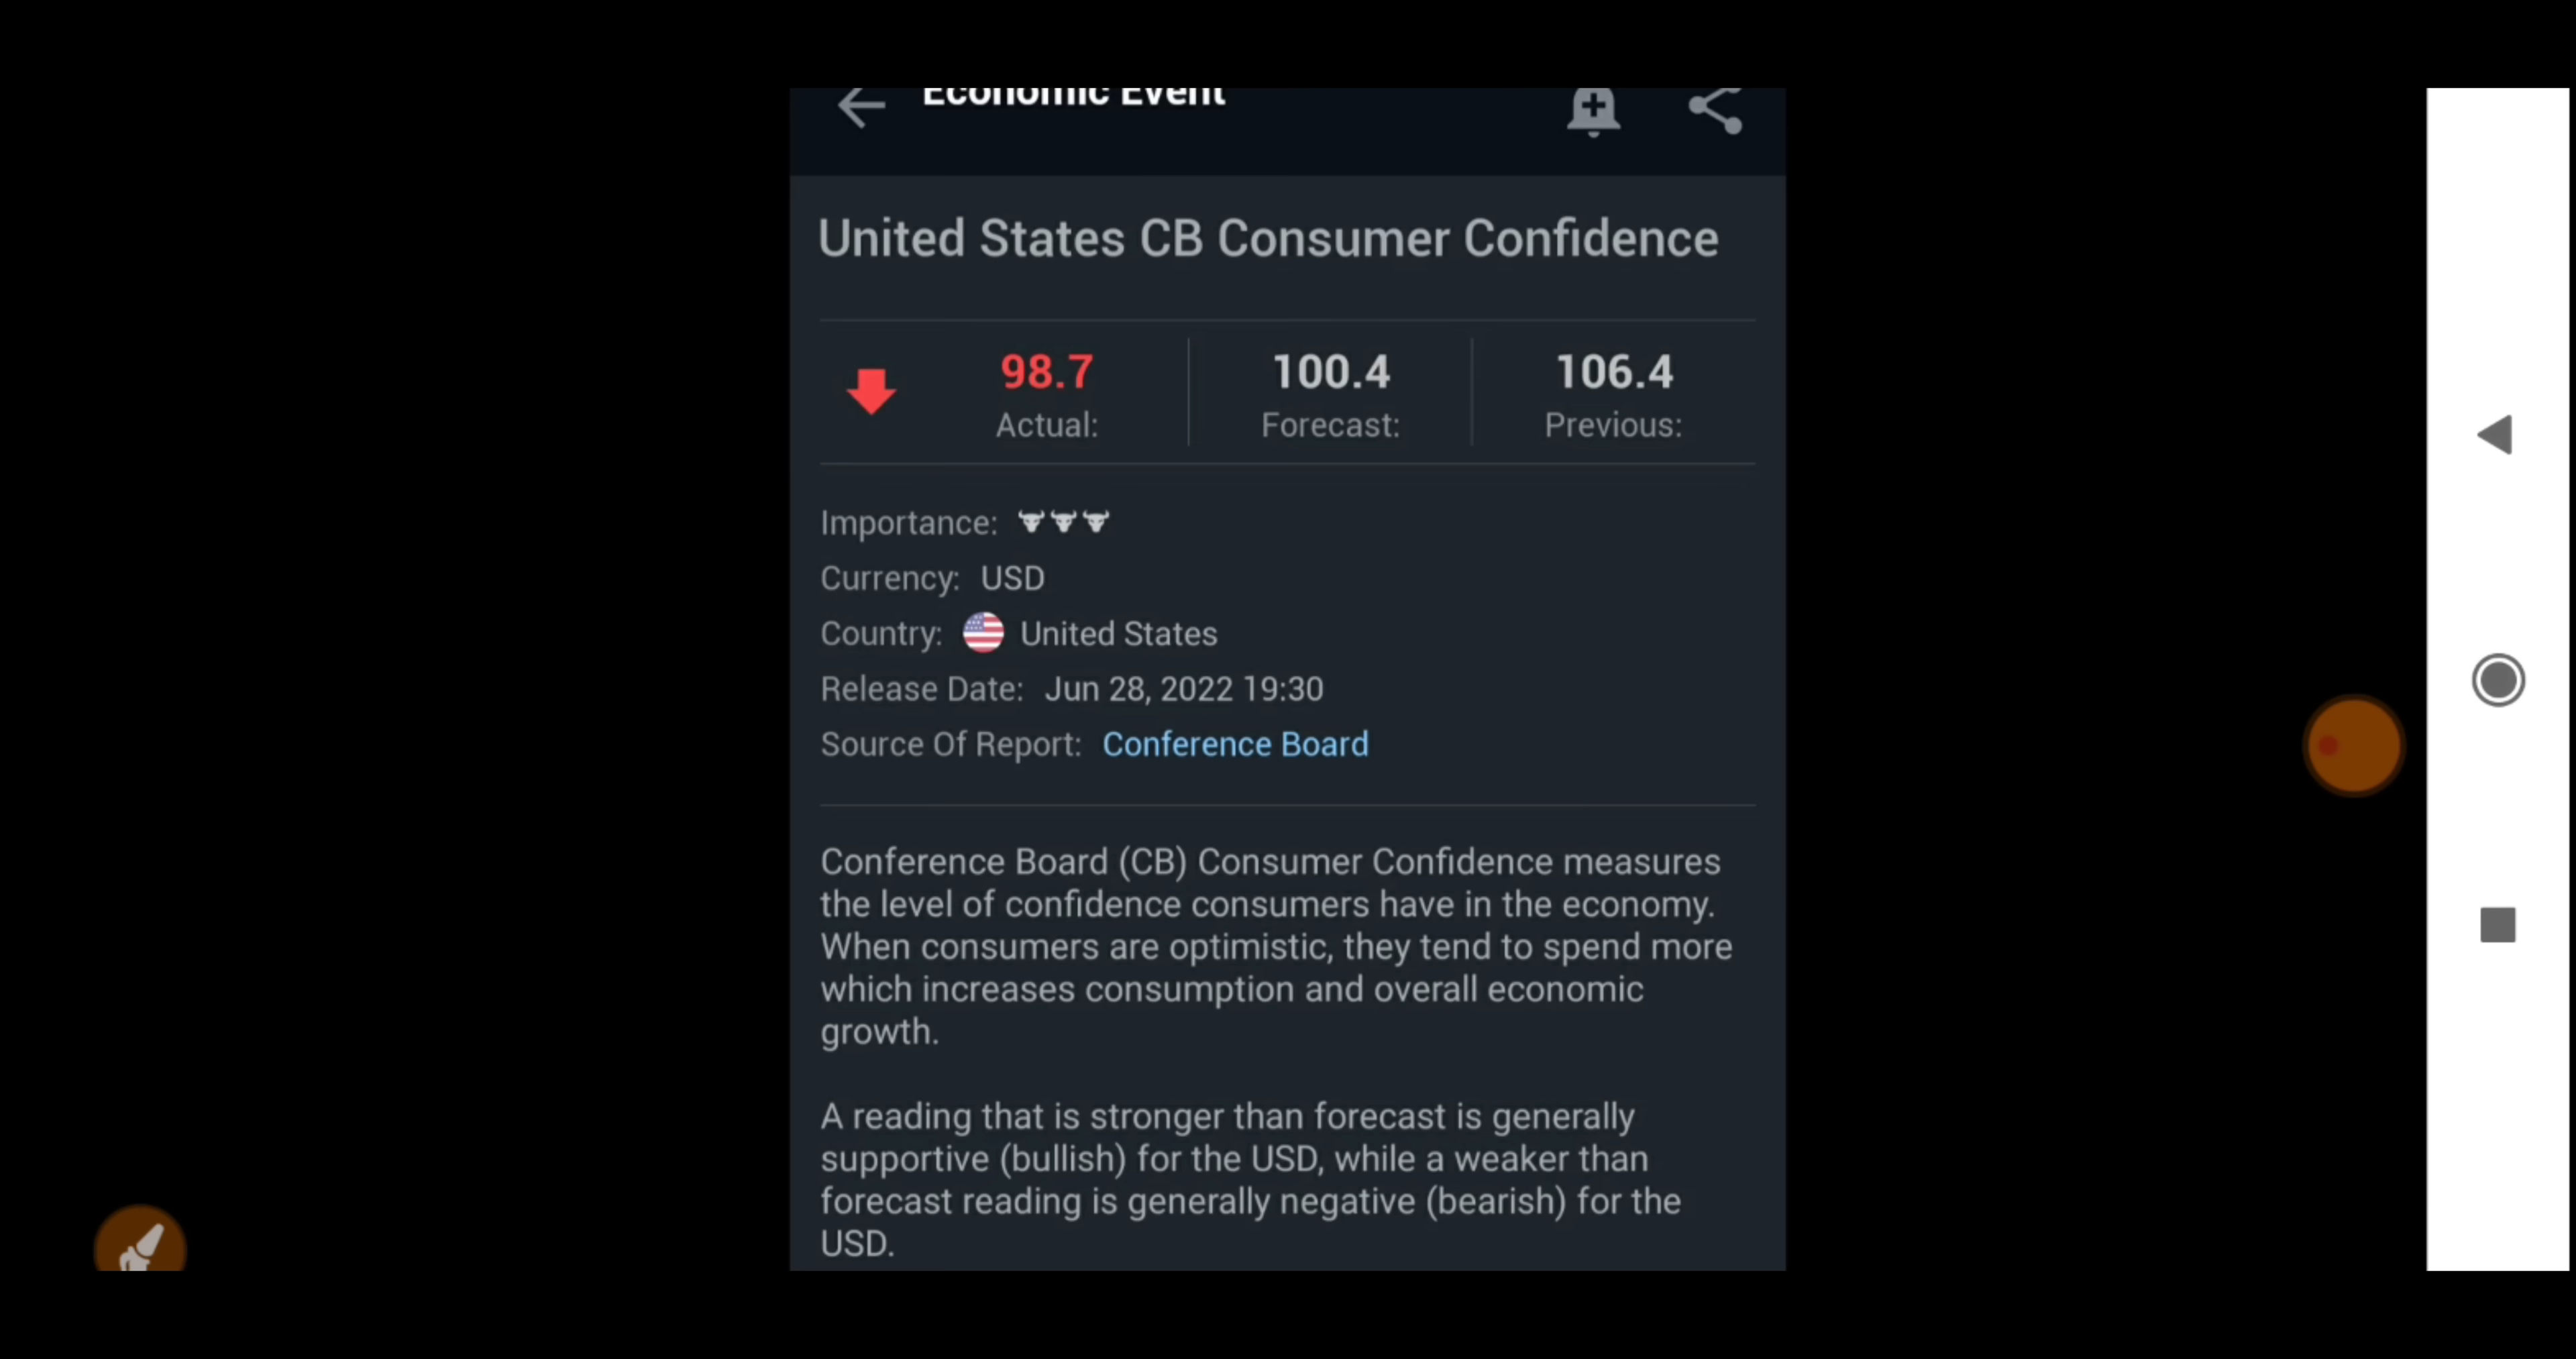 Economic Event
United States CB Consumer Confidence
98.7 100.4 106.4
Actual: Forecast: Previous:
Importance:
Currency: USD
Country: United States
Release Date: Jun 28, 2022 19:30
Source Of Report: Conference Board
Conference Board (CB) Consumer Confidence measures
the level of confidence consumers have in the economy.
When consumers are optimistic, they tend to spend more
which increases consumption and overall economic
growth.
A reading that is stronger than forecast is generally
supportive (bullish) for the USD, while a weaker than
forecast reading is generally negative (bearish) for the
USD.